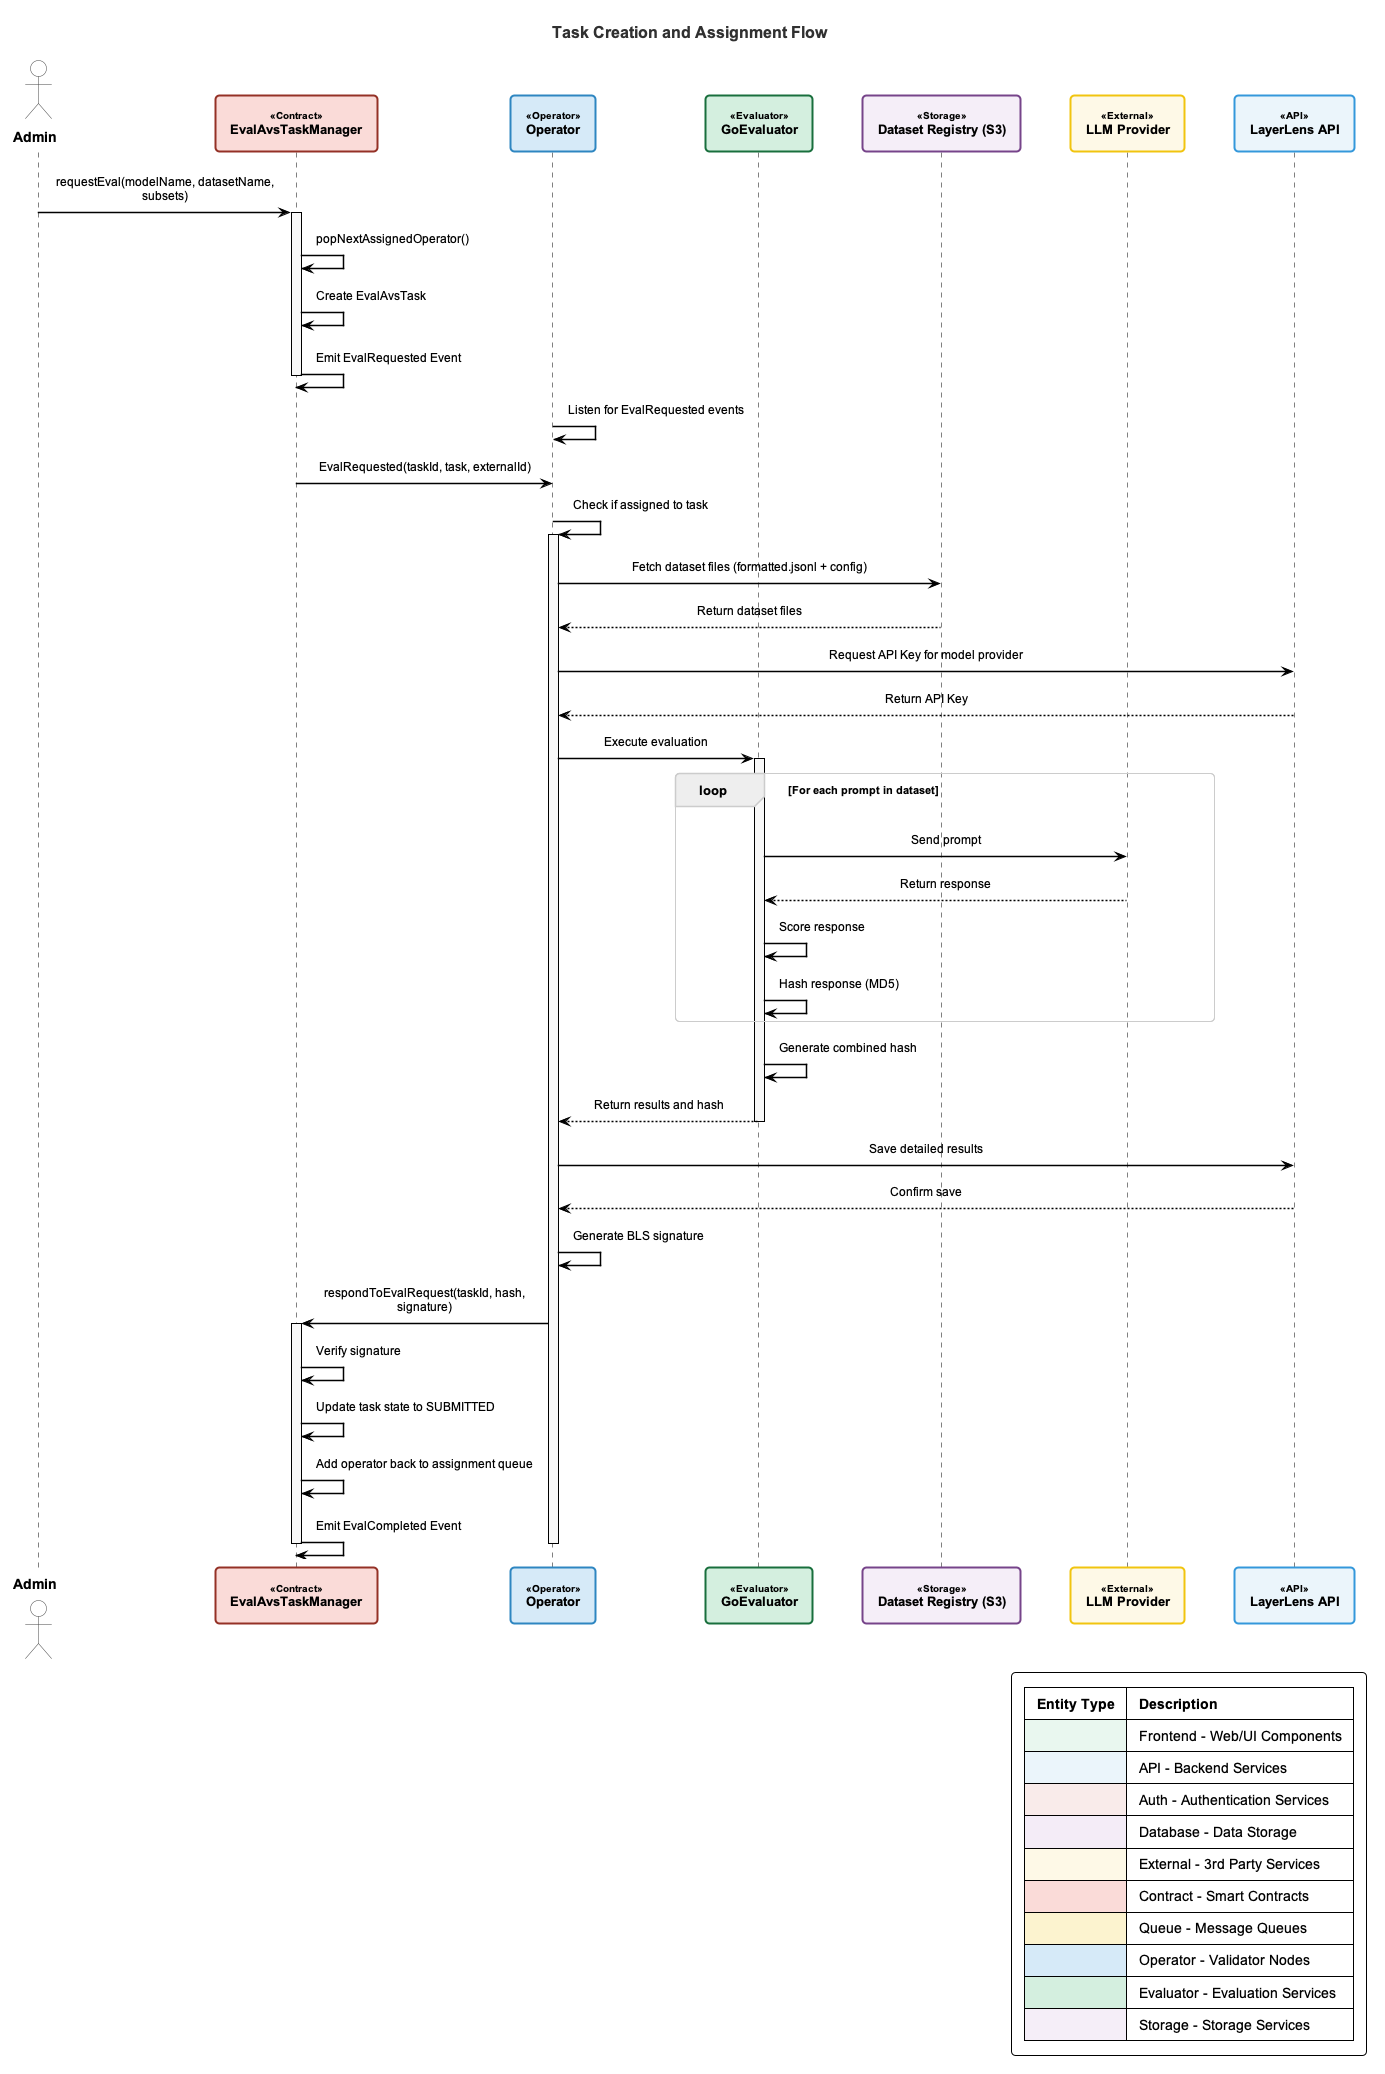 Task Creation and Assignment Flow
Admin
«Contract»
EvalAvsTaskManager
«Operator»
Operator
«Evaluator»
GoEvaluator
«Storage»
Dataset Registry (S3)
«External»
LLM Provider
«API»
LayerLens API
requestEval(modelName, datasetName,
subsets)
popNextAssignedOperator()
Create EvalAvsTask
Emit EvalRequested Event
Listen for EvalRequested events
EvalRequested(taskId, task, externalId)
Check if assigned to task
Fetch dataset files (formatted.jsonl + config)
Return dataset files
Request API Key for model provider
Return API Key
Execute evaluation
loop
[For each prompt in dataset]
Send prompt
Return response
Score response
Hash response (MD5)
Generate combined hash
Return results and hash
Save detailed results
Confirm save
Generate BLS signature
respondToEvalRequest(taskId, hash,
signature)
Verify signature
Update task state to SUBMITTED
Add operator back to assignment queue
Emit EvalCompleted Event
Admin
«Contract»
EvalAvsTaskManager
«Operator»
Operator
«Evaluator»
GoEvaluator
«Storage»
Dataset Registry (S3)
«External»
LLM Provider
«API»
LayerLens API
Entity Type Description
Frontend - Web/UI Components
API - Backend Services
Auth - Authentication Services
Database - Data Storage
External - 3rd Party Services
Contract - Smart Contracts
Queue - Message Queues
Operator - Validator Nodes
Evaluator - Evaluation Services
Storage - Storage Services